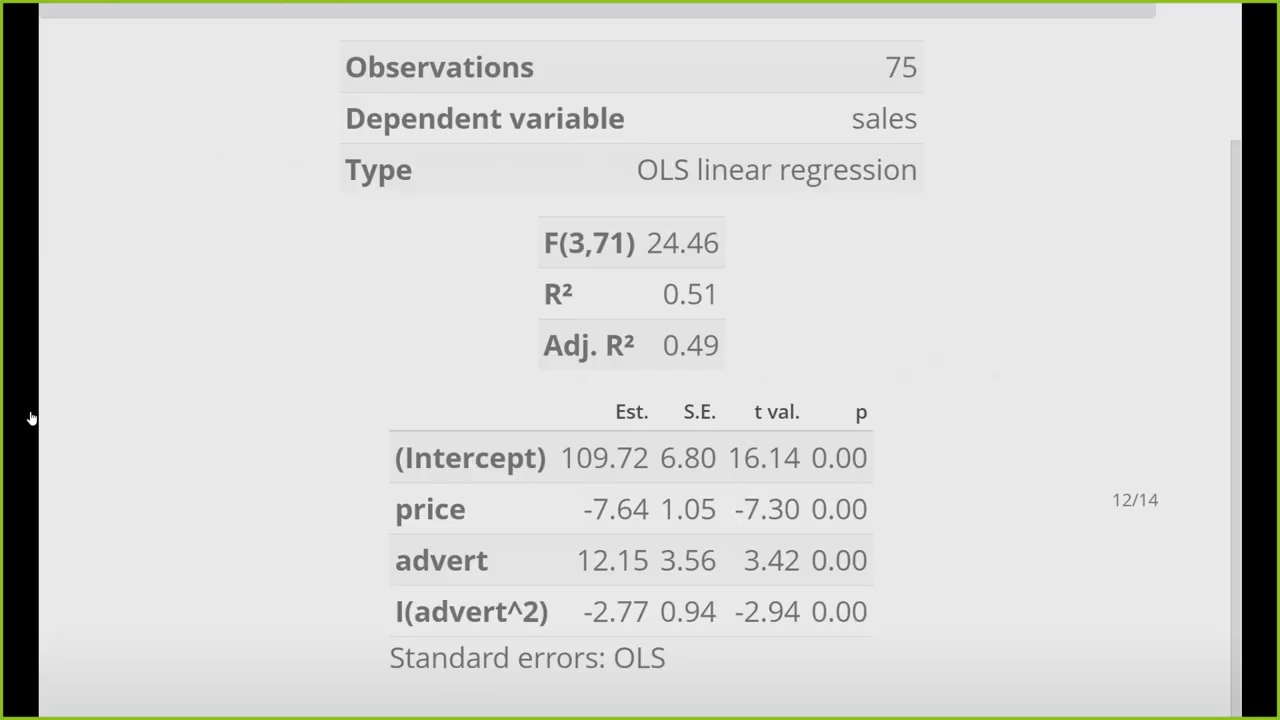 Observations 75
Dependent variable sales
Type OLS linear regression
F(3,71) 24.46
R² 0.51
Adj. R² 0.49
Est. S.E. t val. p
(Intercept) 109.72 6.80 16.14 0.00
price -7.64 1.05 -7.30 0.00
12/14
advert 12.15 3.56 3.42 0.00
I(advert^2) -2.77 0.94 -2.94 0.00
Standard errors: OLS